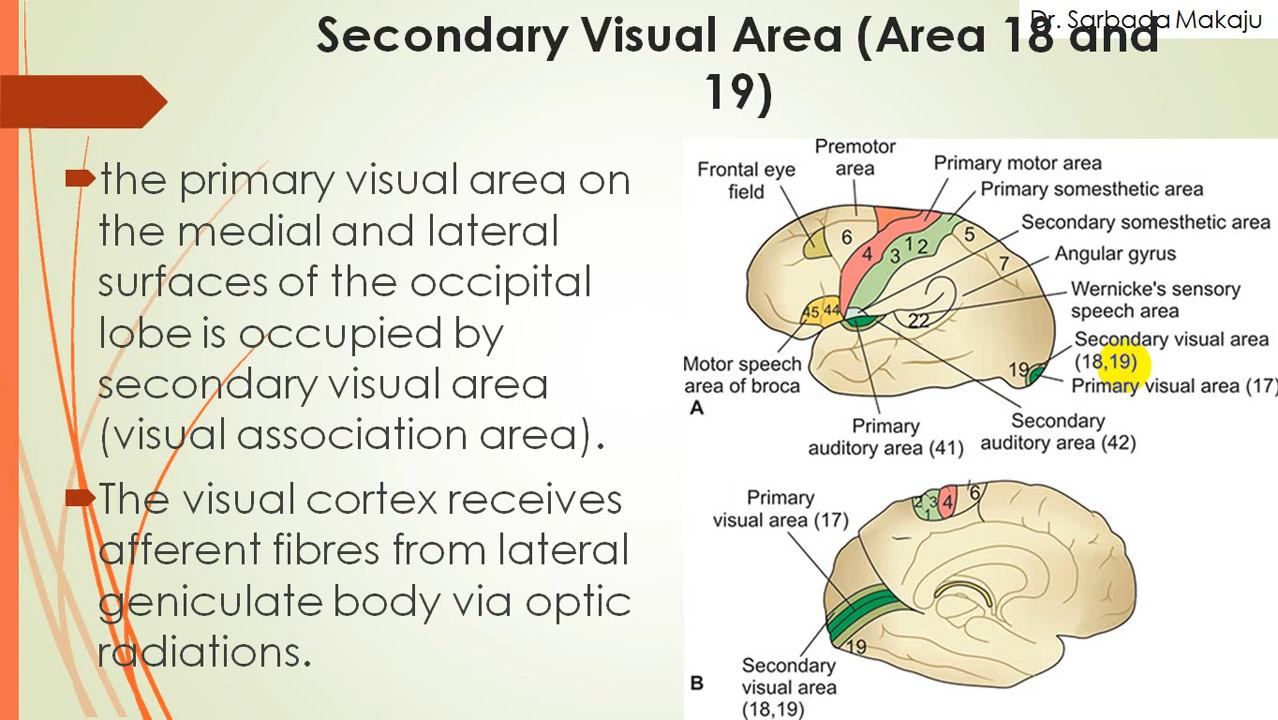 Dr. Sarbada Makaju
Secondary Visual Area (Area 18 and
19)
the primary visual area on
the medial and lateral
surfaces of the occipital
lobe is occupied by
secondary visual area
(visual association area).
The visual cortex receives
afferent fibres from lateral
geniculate body via optic
radiations.
Premotor
area
Frontal eye
field
Primary motor area
Primary somesthetic area
Secondary somesthetic area
Angular gyrus
Wernicke's sensory
speech area
Secondary visual area
(18,19)
Primary visual area (17)
6
4
3
1
2
5
7
45
44
22
19
Motor speech
area of broca
A
Primary
auditory area (41)
Secondary
auditory area (42)
Primary
visual area (17)
2
3
1
4
6
19
Secondary
visual area
(18,19)
B